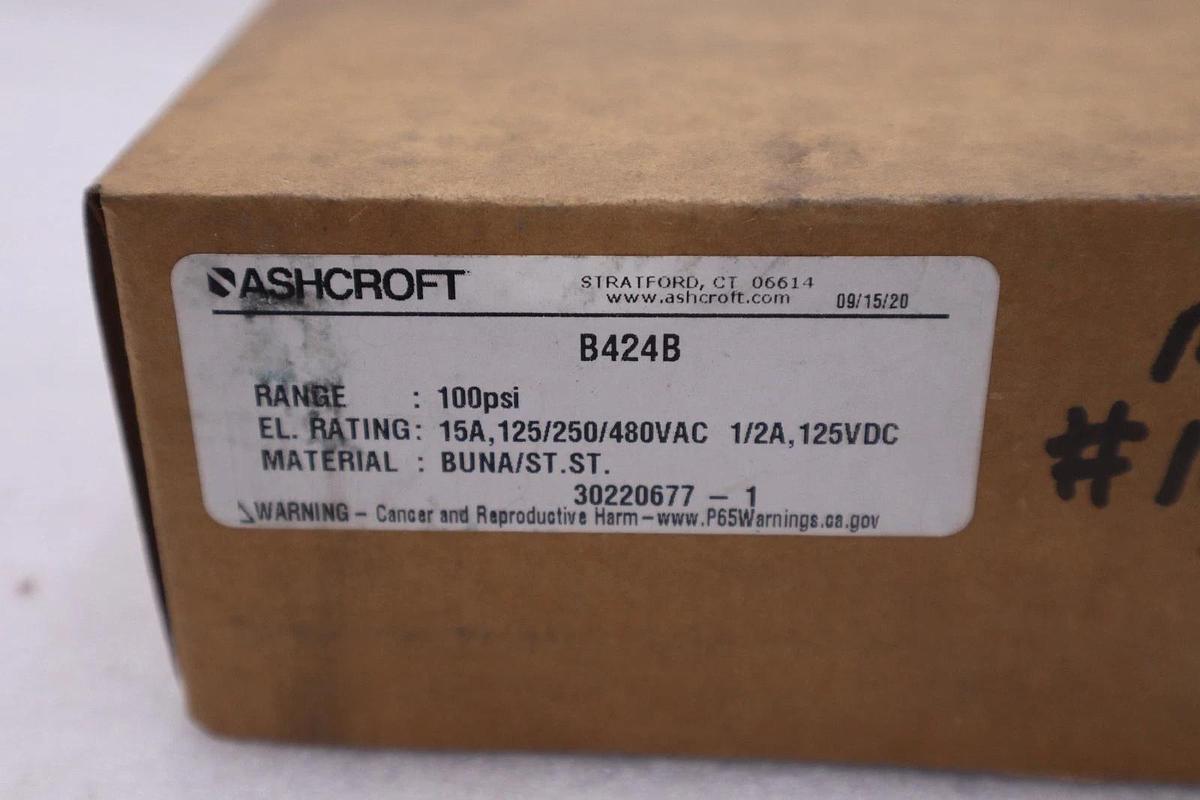 ASHCROFT
STRATFORD, CT 06614
www.ashcroft.com
09/15/20
B424B
RANGE : 100psi
EL. RATING: 15A,125/250/480VAC 1/2A,125VDC
MATERIAL : BUNA/ST.ST.
30220677 - 1
WARNING - Cancer and Reproductive Harm-www.P65Warnings.ca.gov